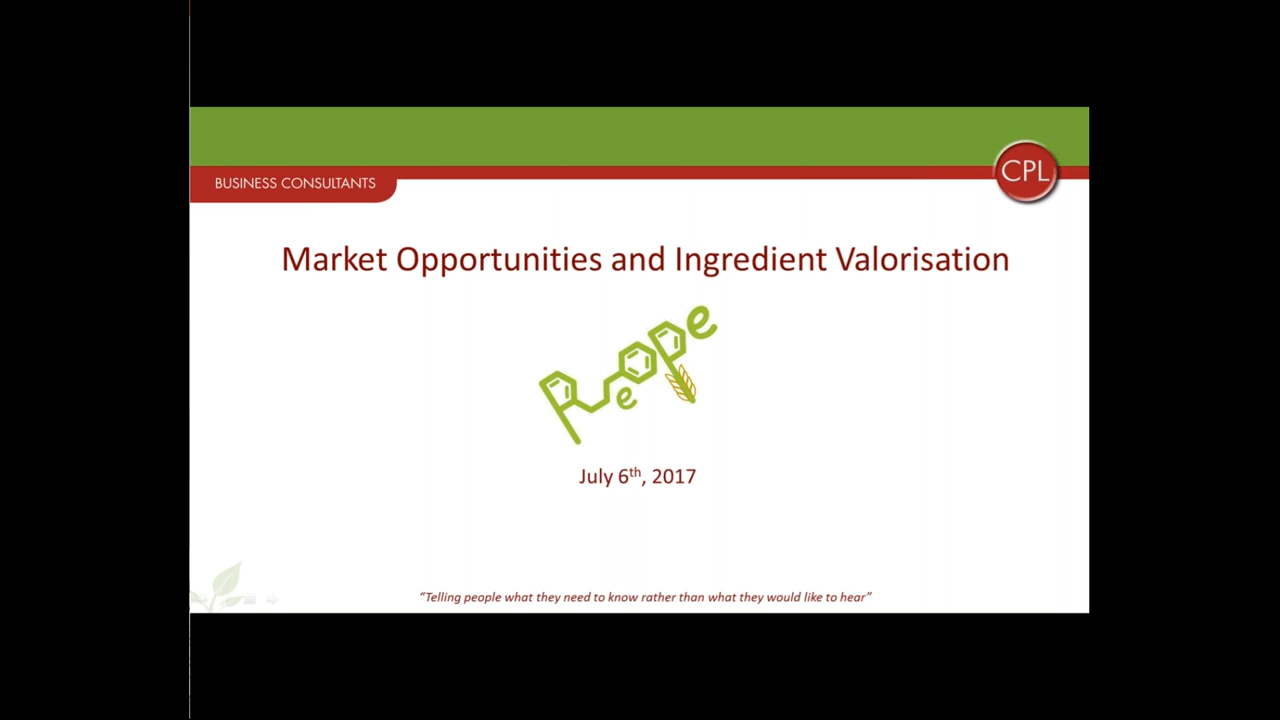 BUSINESS CONSULTANTS
CPL
Market Opportunities and Ingredient Valorisation
July 6th, 2017
“Telling people what they need to know rather than what they would like to hear”